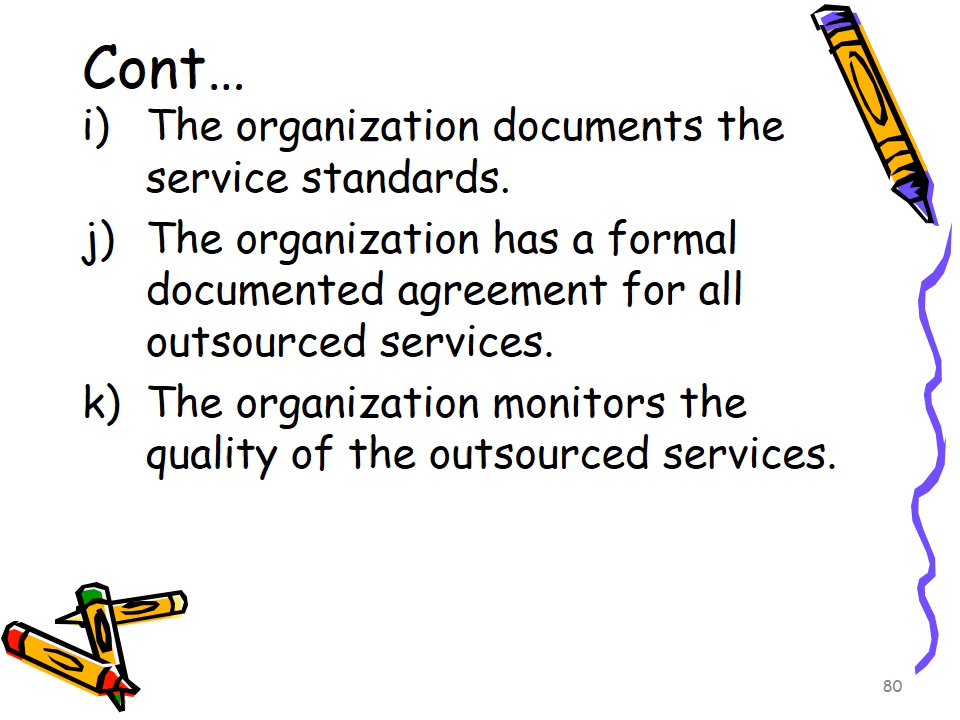 Cont...
i) The organization documents the
service standards.
j) The organization has a formal
documented agreement for all
outsourced services.
k) The organization monitors the
quality of the outsourced services.
80